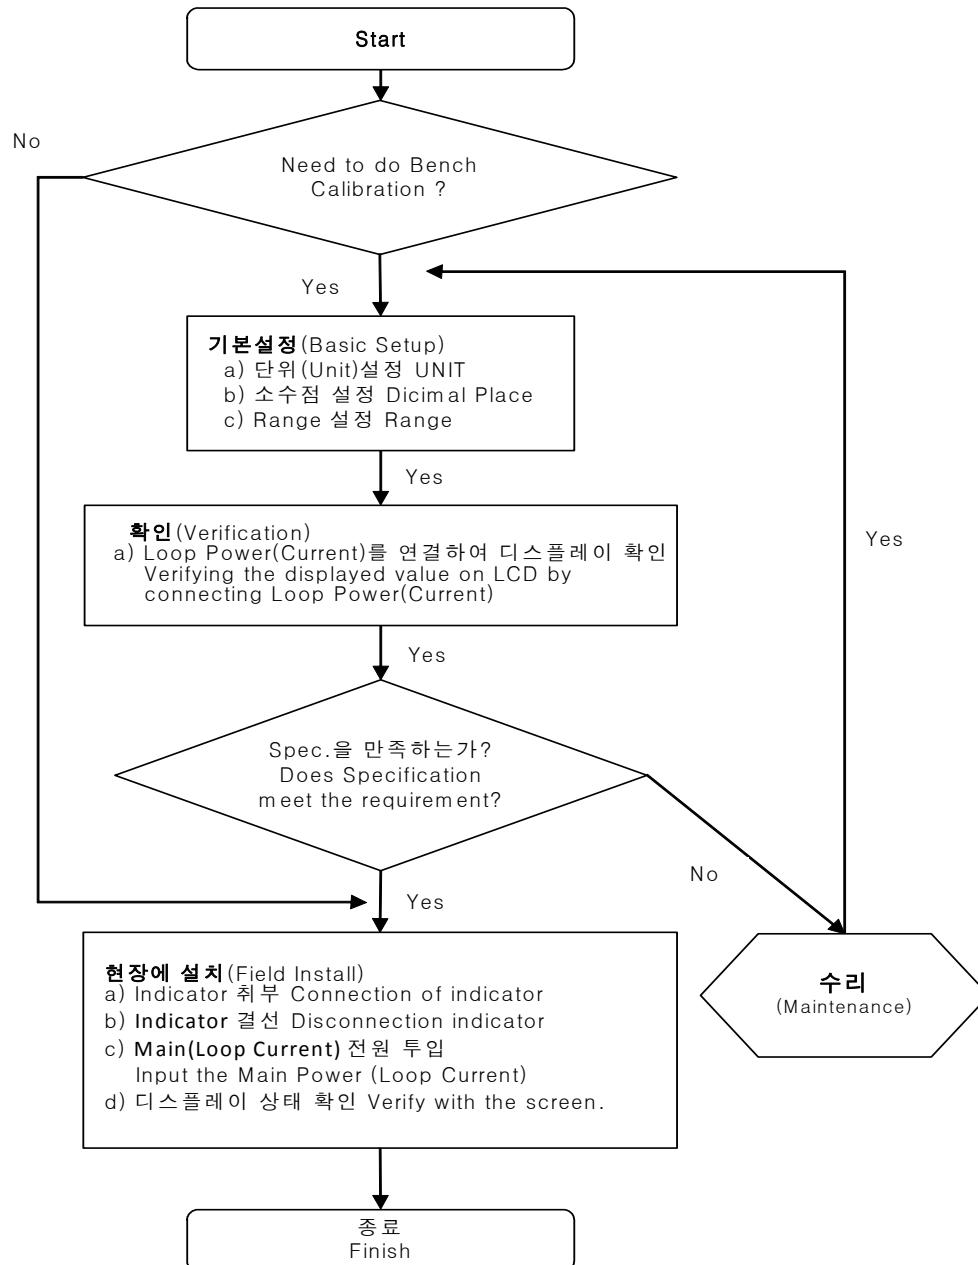 Start
No
Need to do Bench
Calibration ?
Yes
기본설정(Basic Setup)
a) 단위(Unit)설정 UNIT
b) 소수점 설정 Dicimal Place
c) Range 설정 Range
Yes
확인(Verification)
a) Loop Power(Current)를 연결하여 디스플레이 확인
Verifying the displayed value on LCD by
connecting Loop Power(Current)
Yes
Yes
Spec.을 만족하는가?
Does Specification
meet the requirement?
No
Yes
현장에 설치(Field Install)
a) Indicator 취부 Connection of indicator
b) Indicator 결선 Disconnection indicator
c) Main(Loop Current) 전원 투입
Input the Main Power (Loop Current)
d) 디스플레이 상태 확인 Verify with the screen.
수리
(Maintenance)
종료
Finish